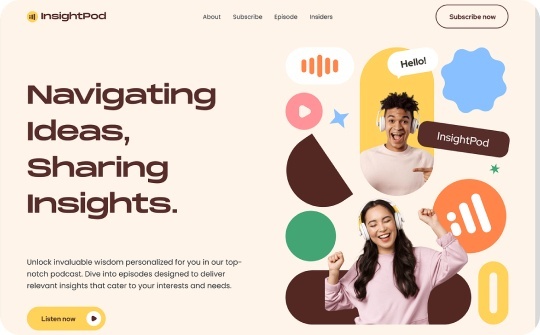 InsightPod
About
Subscribe
Episode
Insiders
Subscribe now
Navigating
Ideas,
Sharing
Insights.
Unlock invaluable wisdom personalized for you in our top-
notch podcast. Dive into episodes designed to deliver
relevant insights that cater to your interests and needs.
Listen now
Hello!
InsightPod